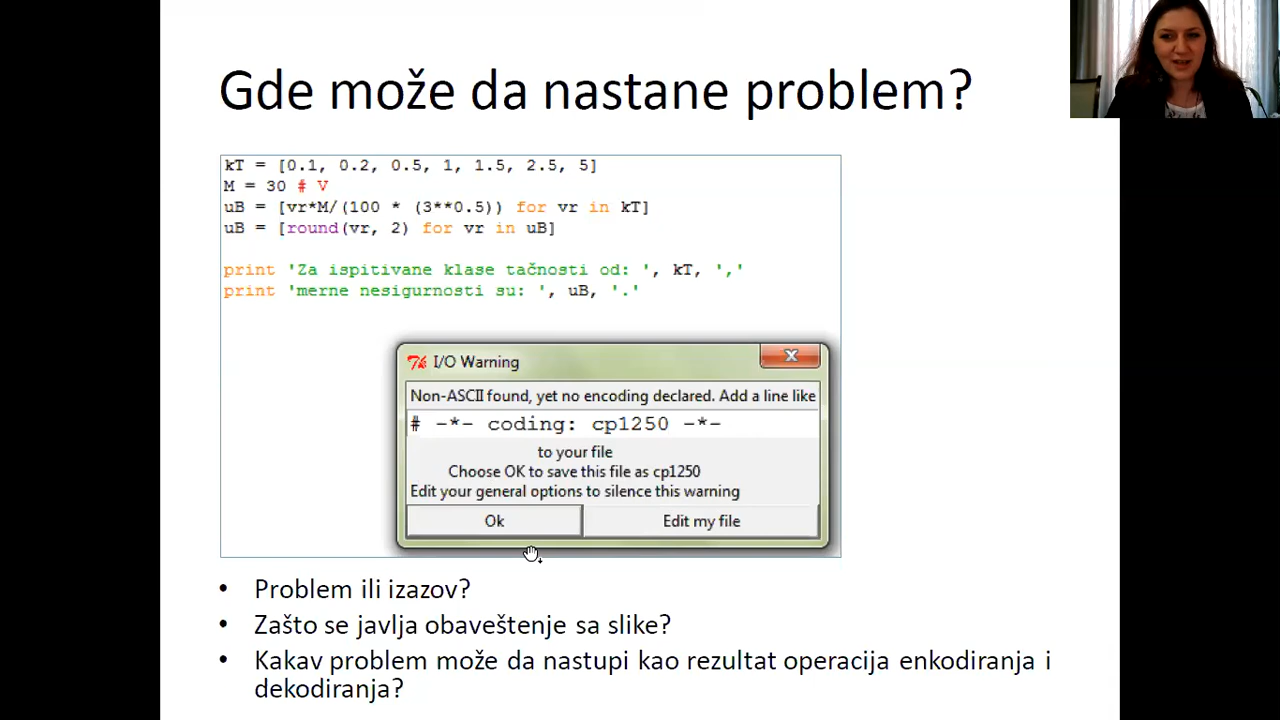 Gde može da nastane problem?
kT = [0.1, 0.2, 0.5, 1, 1.5, 2.5, 5]
M = 30 # V
uB = [vr*M/(100 * (3**0.5)) for vr in kT]
uB = [round(vr, 2) for vr in uB]
print 'Za ispitivane klase tačnosti od: ', kT, ','
print 'merne nesigurnosti su: ', uB, '.'
I/O Warning
Non-ASCII found, yet no encoding declared. Add a line like
# -*- coding: cp1250 -*-
to your file
Choose OK to save this file as cp1250
Edit your general options to silence this warning
Ok Edit my file
• Problem ili izazov?
• Zašto se javlja obaveštenje sa slike?
• Kakav problem može da nastupi kao rezultat operacija enkodiranja i
dekodiranja?